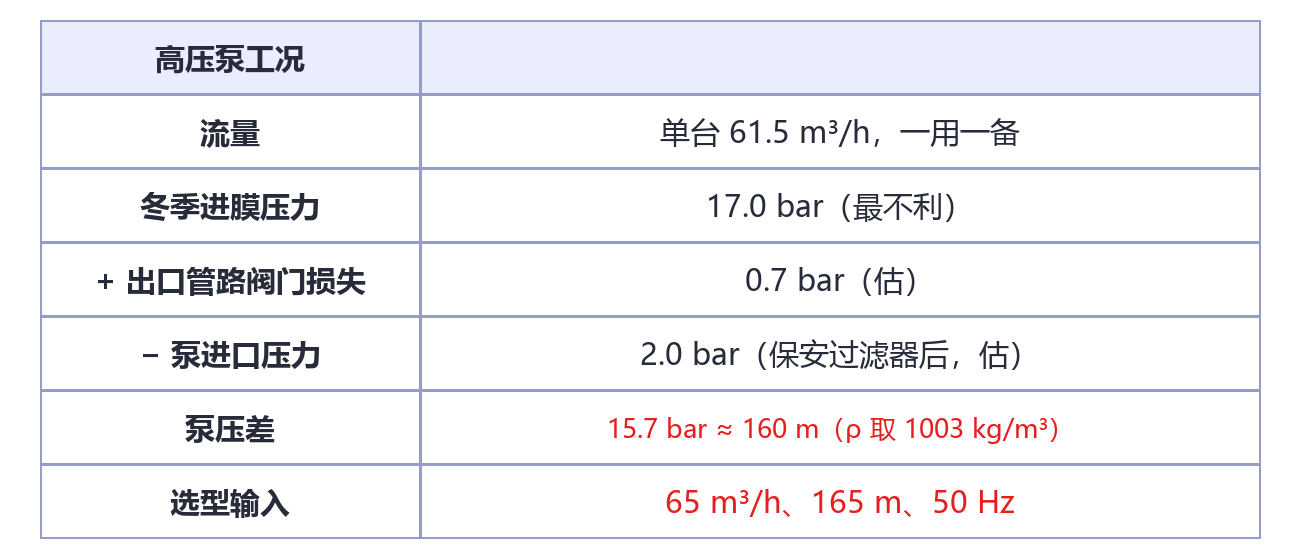 高压泵工况
流量 单台 61.5 m³/h，一用一备
冬季进膜压力 17.0 bar（最不利）
+ 出口管路阀门损失 0.7 bar（估）
− 泵进口压力 2.0 bar（保安过滤器后，估）
泵压差 15.7 bar ≈ 160 m（ρ 取 1003 kg/m³）
选型输入 65 m³/h、165 m、50 Hz